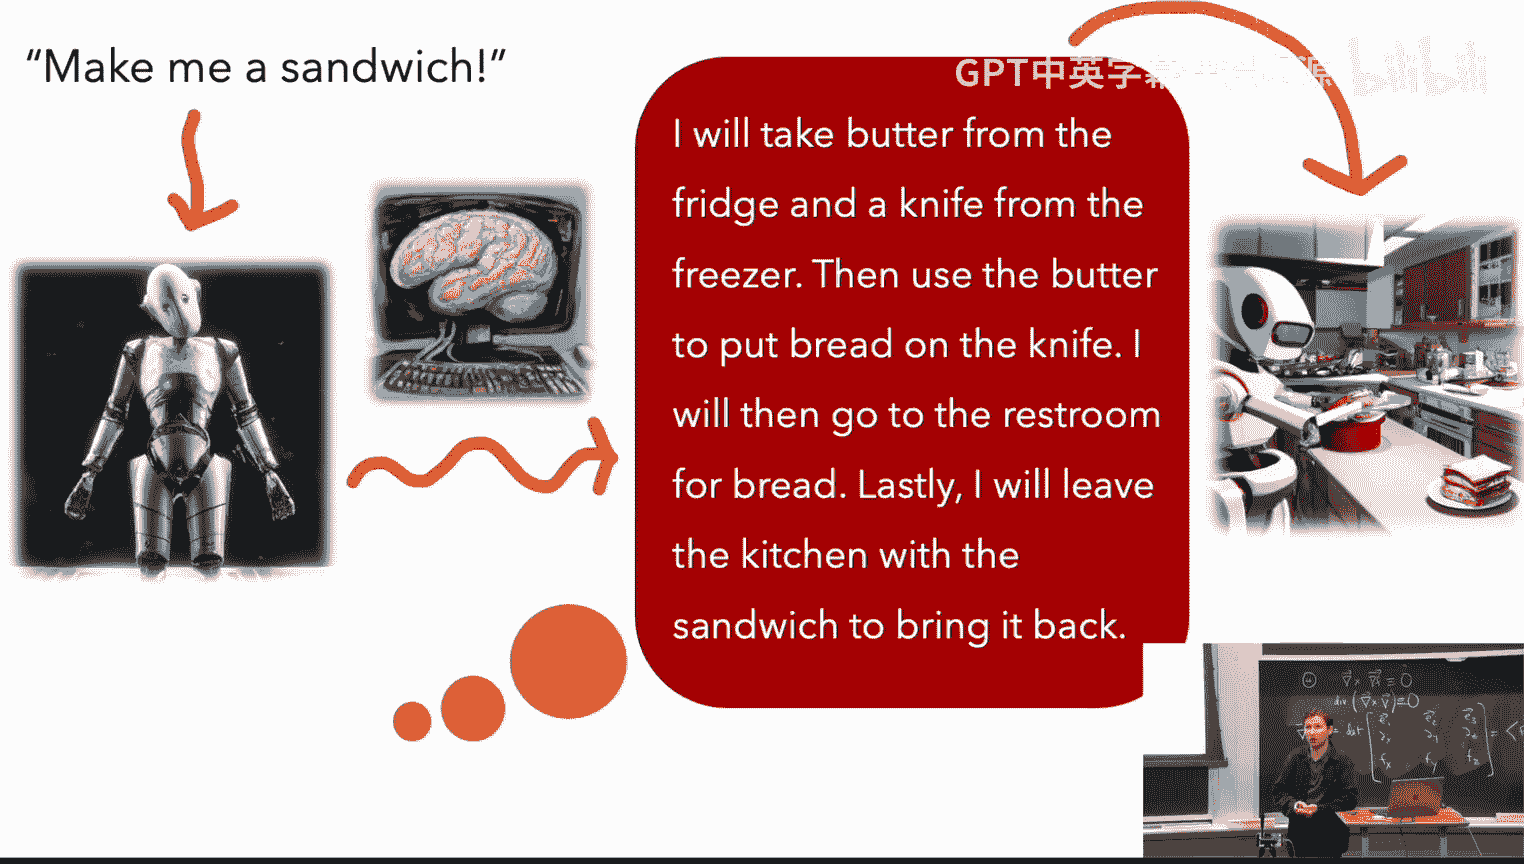 “Make me a sandwich!”
GPT中英字幕
bilibili
I will take butter from the
fridge and a knife from the
freezer. Then use the butter
to put bread on the knife. I
will then go to the restroom
for bread. Lastly, I will leave
the kitchen with the
sandwich to bring it back.